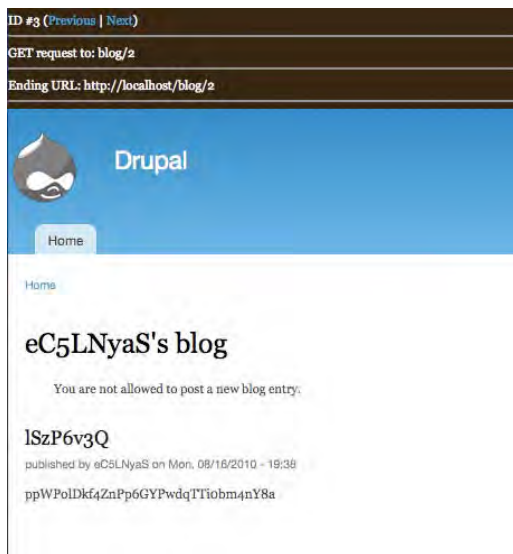 ID #3 (Previous | Next)
GET request to: blog/2
Ending URL: http://localhost/blog/2
Drupal
Home
Home
eC5LNyaS's blog
You are not allowed to post a new blog entry.
lSzP6v3Q
published by eC5LNyaS on Mon, 08/16/2010 - 19:38
ppWPolDkf4ZnPp6GYPwdqTTi0bm4nY8a